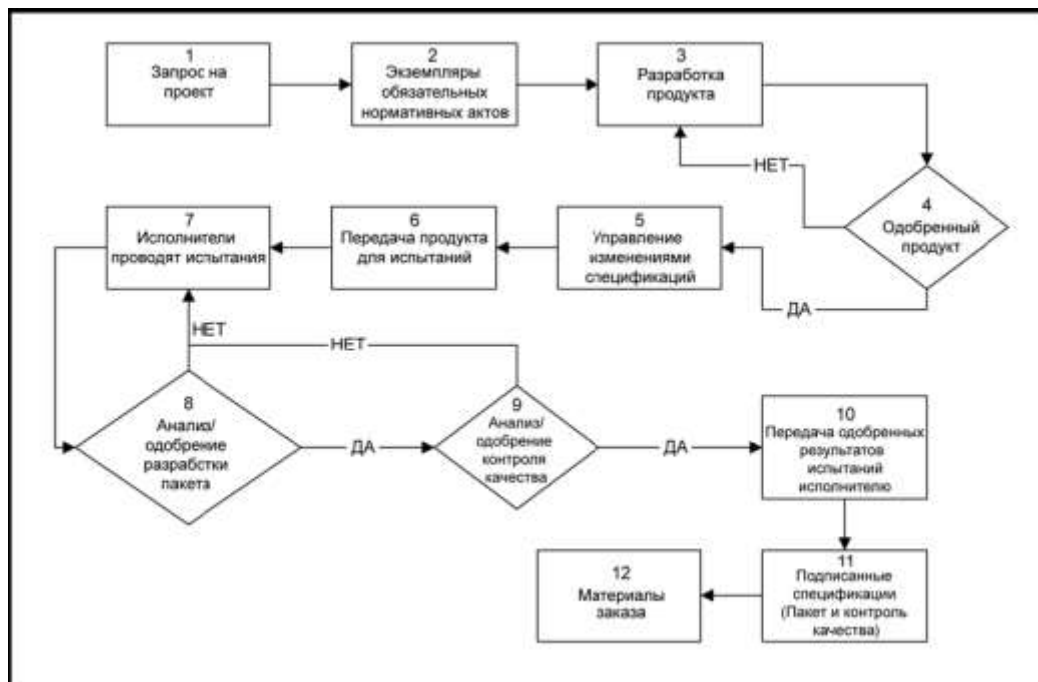 1
Запрос на
проект
2
Экземпляры
обязательных
нормативных актов
3
Разработка
продукта
НЕТ
4
Одобренный
продукт
ДА
5
Управление
изменениями
спецификаций
6
Передача продукта
для испытаний
7
Исполнители
проводят испытания
НЕТ
НЕТ
8
Анализ/
одобрение
разрабстки
пакета
ДА
9
Анализ/
одобрение
контроля
качества
ДА
10
Передача одобренных
результатов
испытаний
исполнителю
11
Подписанные
спецификации
(Пакет и контроль
качества)
12
Материалы
заказа